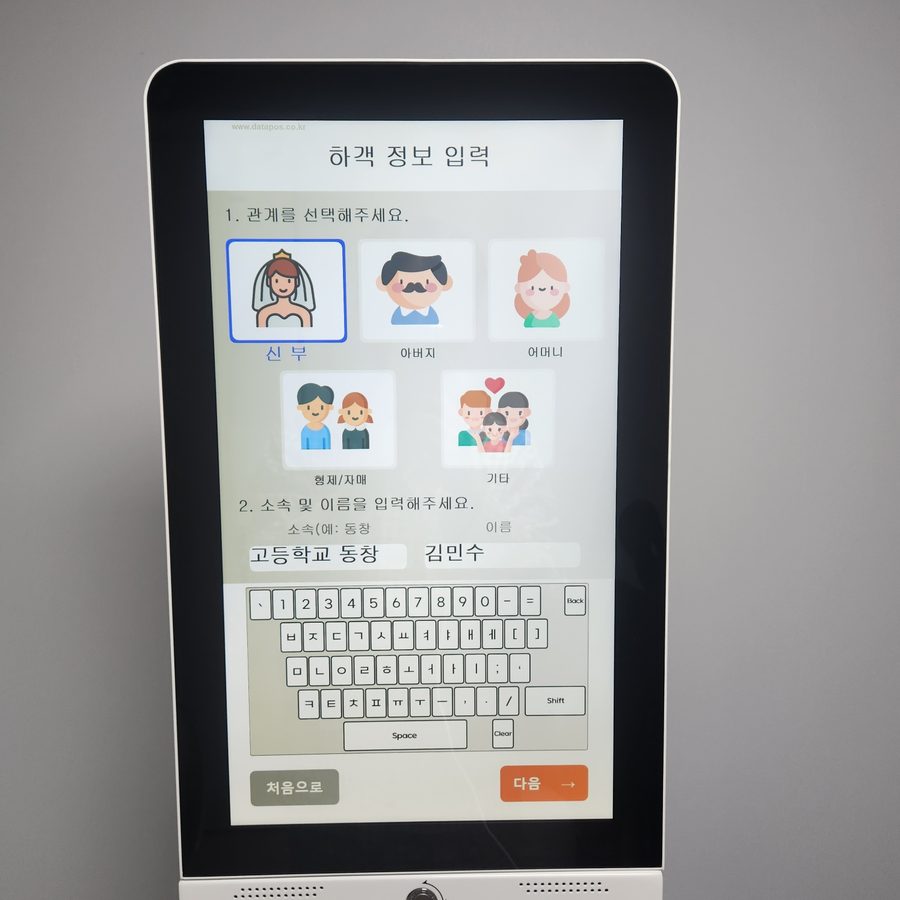 www.datapos.co.kr
하객 정보 입력
1. 관계를 선택해주세요.
신 부
아버지
어머니
형제/자매
기타
2. 소속 및 이름을 입력해주세요.
소속(예: 동창
이름
고등학교 동창
김민수
` 1 2 3 4 5 6 7 8 9 0 - = Back
ㅂ ㅈ ㄷ ㄱ ㅅ ㅛ ㅕ ㅑ ㅐ ㅔ [ ]
ㅁ ㄴ ㅇ ㄹ ㅎ ㅗ ㅓ ㅏ ㅣ ; '
ㅋ ㅌ ㅊ ㅍ ㅠ ㅜ ㅡ , . / Shift
Space Clear
처음으로
다음 →